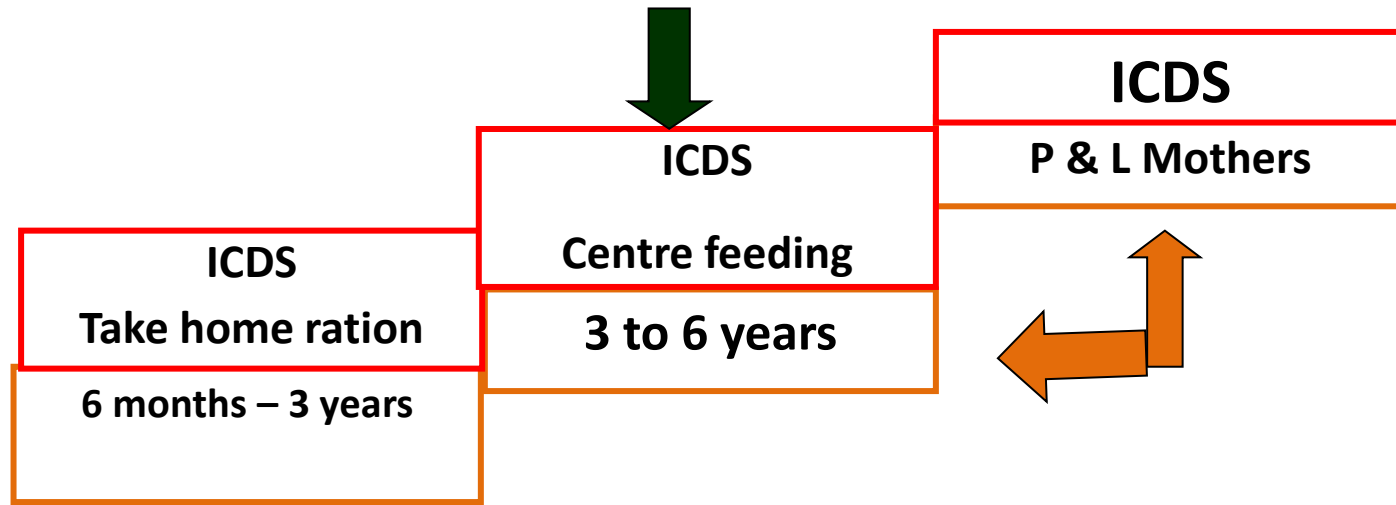 ICDS
Take home ration
6 months – 3 years
ICDS
Centre feeding
3 to 6 years
ICDS
P & L Mothers